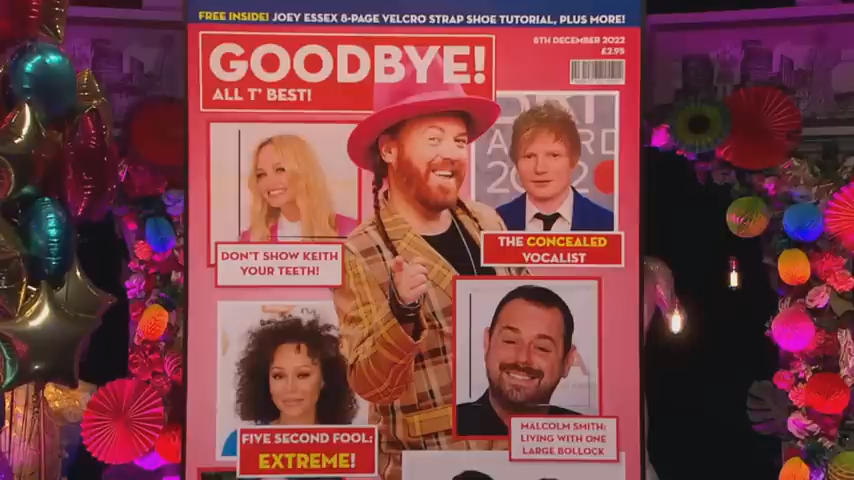 FREE INSIDE! JOEY ESSEX 8-PAGE VELCRO STRAP SHOE TUTORIAL, PLUS MORE!
8TH DECEMBER 2022
£2.95
GOODBYE!
ALL T' BEST!
AWARD
2022
DON'T SHOW KEITH
YOUR TEETH!
THE CONCEALED
VOCALIST
FIVE SECOND FOOL:
EXTREME!
MALCOLM SMITH:
LIVING WITH ONE
LARGE BOLLOCK